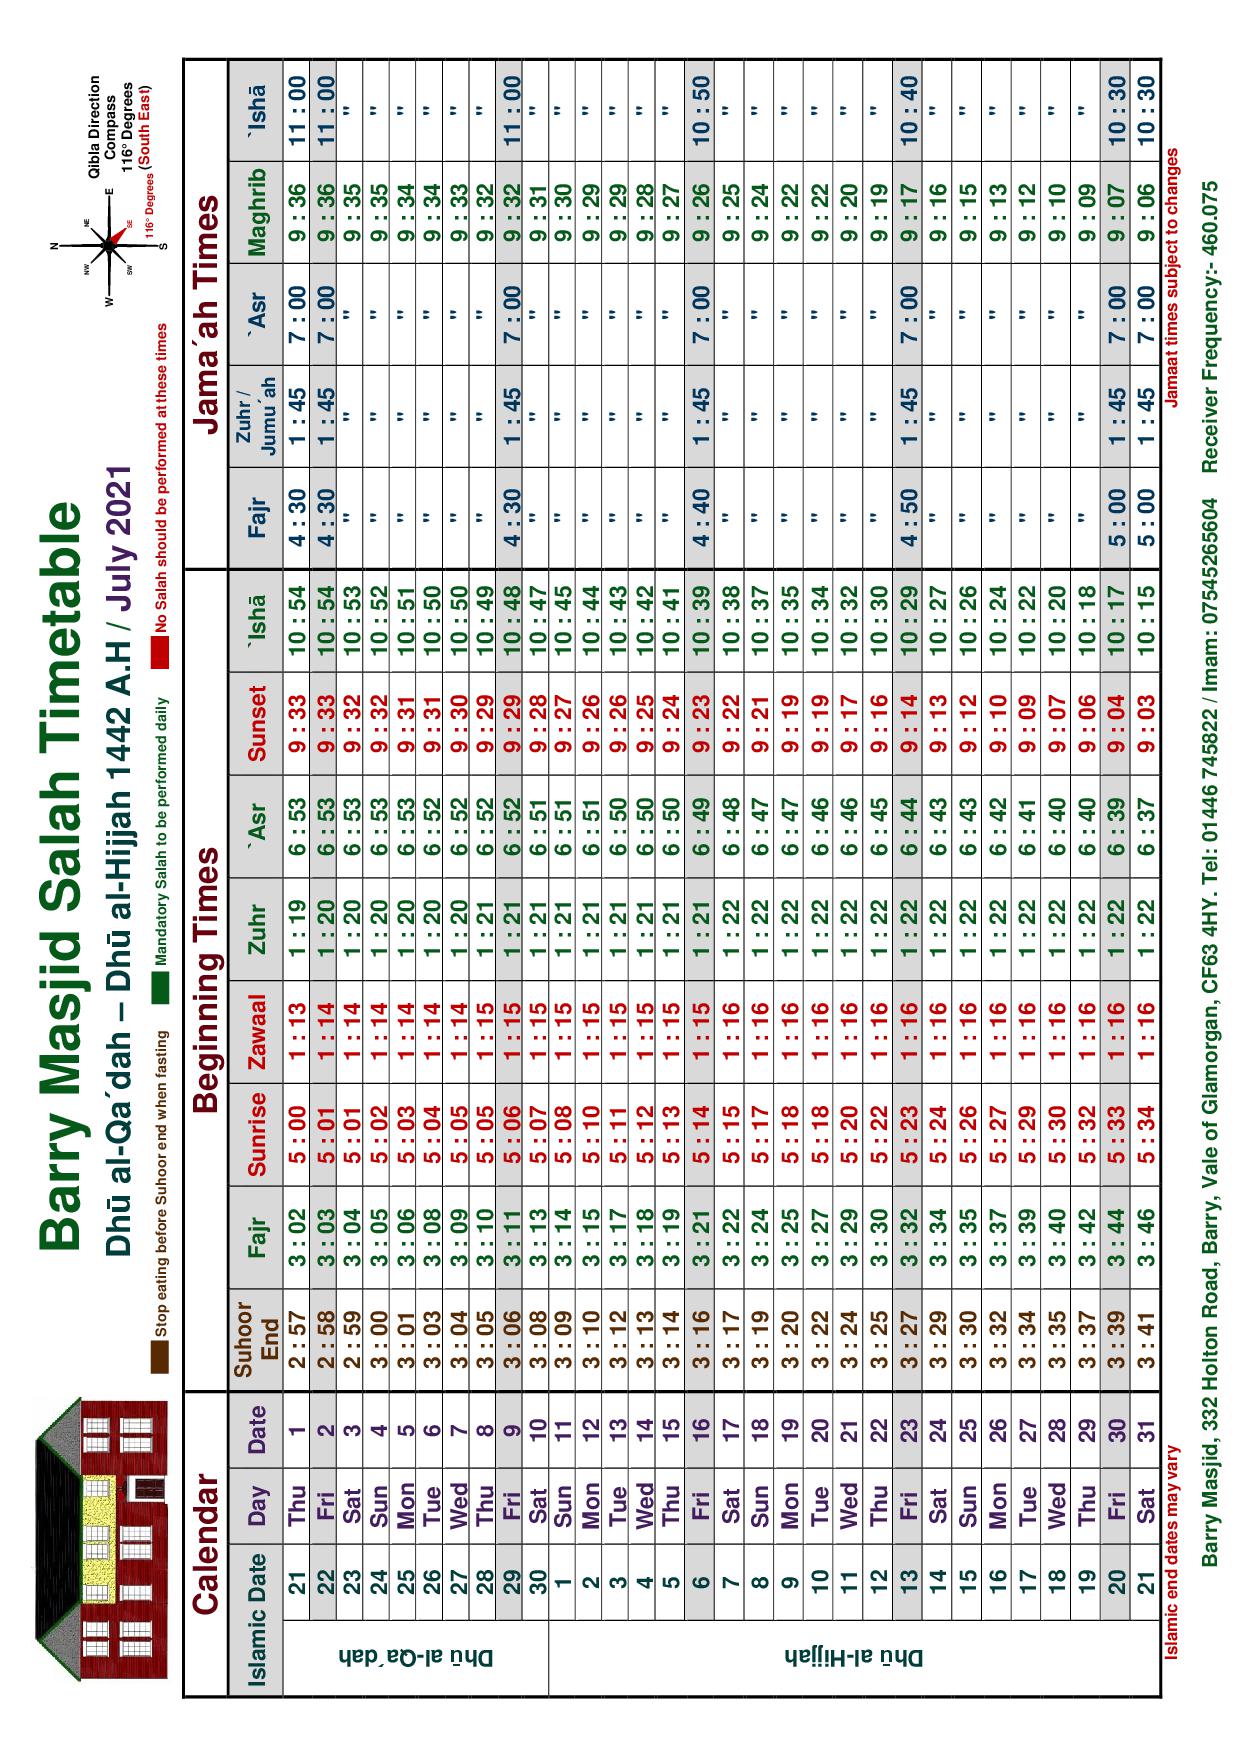 Barry Masjid Salah Timetable
Dhū al-Qa´dah – Dhū al-Hijjah 1442 A.H / July 2021
Stop eating before Suhoor end when fasting Mandatory Salah to be performed daily No Salah should be performed at these times
N
NW NE
W E
SW SE
S
116° Degrees
Qibla Direction
Compass
116° Degrees
(South East)
Calendar Beginning Times Jama´ah Times
Islamic Date Day Date Suhoor End Fajr Sunrise Zawaal Zuhr `Asr Sunset `Ishā Fajr Zuhr / Jumu´ah `Asr Maghrib `Ishā
Dhū al-Qa´dah
21 Thu 1 2 : 57 3 : 02 5 : 00 1 : 13 1 : 19 6 : 53 9 : 33 10 : 54 4 : 30 1 : 45 7 : 00 9 : 36 11 : 00
22 Fri 2 2 : 58 3 : 03 5 : 01 1 : 14 1 : 20 6 : 53 9 : 33 10 : 54 4 : 30 1 : 45 7 : 00 9 : 36 11 : 00
23 Sat 3 2 : 59 3 : 04 5 : 01 1 : 14 1 : 20 6 : 53 9 : 32 10 : 53 " " " 9 : 35 "
24 Sun 4 3 : 00 3 : 05 5 : 02 1 : 14 1 : 20 6 : 53 9 : 32 10 : 52 " " " 9 : 35 "
25 Mon 5 3 : 01 3 : 06 5 : 03 1 : 14 1 : 20 6 : 53 9 : 31 10 : 51 " " " 9 : 34 "
26 Tue 6 3 : 03 3 : 08 5 : 04 1 : 14 1 : 20 6 : 52 9 : 31 10 : 50 " " " 9 : 34 "
27 Wed 7 3 : 04 3 : 09 5 : 05 1 : 14 1 : 20 6 : 52 9 : 30 10 : 50 " " " 9 : 33 "
28 Thu 8 3 : 05 3 : 10 5 : 05 1 : 15 1 : 21 6 : 52 9 : 29 10 : 49 " " " 9 : 32 "
29 Fri 9 3 : 06 3 : 11 5 : 06 1 : 15 1 : 21 6 : 52 9 : 29 10 : 48 4 : 30 1 : 45 7 : 00 9 : 32 11 : 00
30 Sat 10 3 : 08 3 : 13 5 : 07 1 : 15 1 : 21 6 : 51 9 : 28 10 : 47 " " " 9 : 31 "
Dhū al-Hijjah
1 Sun 11 3 : 09 3 : 14 5 : 08 1 : 15 1 : 21 6 : 51 9 : 27 10 : 45 " " " 9 : 30 "
2 Mon 12 3 : 10 3 : 15 5 : 10 1 : 15 1 : 21 6 : 51 9 : 26 10 : 44 " " " 9 : 29 "
3 Tue 13 3 : 12 3 : 17 5 : 11 1 : 15 1 : 21 6 : 50 9 : 26 10 : 43 " " " 9 : 29 "
4 Wed 14 3 : 13 3 : 18 5 : 12 1 : 15 1 : 21 6 : 50 9 : 25 10 : 42 " " " 9 : 28 "
5 Thu 15 3 : 14 3 : 19 5 : 13 1 : 15 1 : 21 6 : 50 9 : 24 10 : 41 " " " 9 : 27 "
6 Fri 16 3 : 16 3 : 21 5 : 14 1 : 15 1 : 21 6 : 49 9 : 23 10 : 39 4 : 40 1 : 45 7 : 00 9 : 26 10 : 50
7 Sat 17 3 : 17 3 : 22 5 : 15 1 : 16 1 : 22 6 : 48 9 : 22 10 : 38 " " " 9 : 25 "
8 Sun 18 3 : 19 3 : 24 5 : 17 1 : 16 1 : 22 6 : 47 9 : 21 10 : 37 " " " 9 : 24 "
9 Mon 19 3 : 20 3 : 25 5 : 18 1 : 16 1 : 22 6 : 47 9 : 19 10 : 35 " " " 9 : 22 "
10 Tue 20 3 : 22 3 : 27 5 : 18 1 : 16 1 : 22 6 : 46 9 : 19 10 : 34 " " " 9 : 22 "
11 Wed 21 3 : 24 3 : 29 5 : 20 1 : 16 1 : 22 6 : 46 9 : 17 10 : 32 " " " 9 : 20 "
12 Thu 22 3 : 25 3 : 30 5 : 22 1 : 16 1 : 22 6 : 45 9 : 16 10 : 30 " " " 9 : 19 "
13 Fri 23 3 : 27 3 : 32 5 : 23 1 : 16 1 : 22 6 : 44 9 : 14 10 : 29 4 : 50 1 : 45 7 : 00 9 : 17 10 : 40
14 Sat 24 3 : 29 3 : 34 5 : 24 1 : 16 1 : 22 6 : 43 9 : 13 10 : 27 " " " 9 : 16 "
15 Sun 25 3 : 30 3 : 35 5 : 26 1 : 16 1 : 22 6 : 43 9 : 12 10 : 26 " " " 9 : 15 "
16 Mon 26 3 : 32 3 : 37 5 : 27 1 : 16 1 : 22 6 : 42 9 : 10 10 : 24 " " " 9 : 13 "
17 Tue 27 3 : 34 3 : 39 5 : 29 1 : 16 1 : 22 6 : 41 9 : 09 10 : 22 " " " 9 : 12 "
18 Wed 28 3 : 35 3 : 40 5 : 30 1 : 16 1 : 22 6 : 40 9 : 07 10 : 20 " " " 9 : 10 "
19 Thu 29 3 : 37 3 : 42 5 : 32 1 : 16 1 : 22 6 : 40 9 : 06 10 : 18 " " " 9 : 09 "
20 Fri 30 3 : 39 3 : 44 5 : 33 1 : 16 1 : 22 6 : 39 9 : 04 10 : 17 5 : 00 1 : 45 7 : 00 9 : 07 10 : 30
21 Sat 31 3 : 41 3 : 46 5 : 34 1 : 16 1 : 22 6 : 37 9 : 03 10 : 15 5 : 00 1 : 45 7 : 00 9 : 06 10 : 30
Islamic end dates may vary Jamaat times subject to changes
Barry Masjid, 332 Holton Road, Barry, Vale of Glamorgan, CF63 4HY. Tel: 01446 745822 / Imam: 07545265604 Receiver Frequency:- 460.075